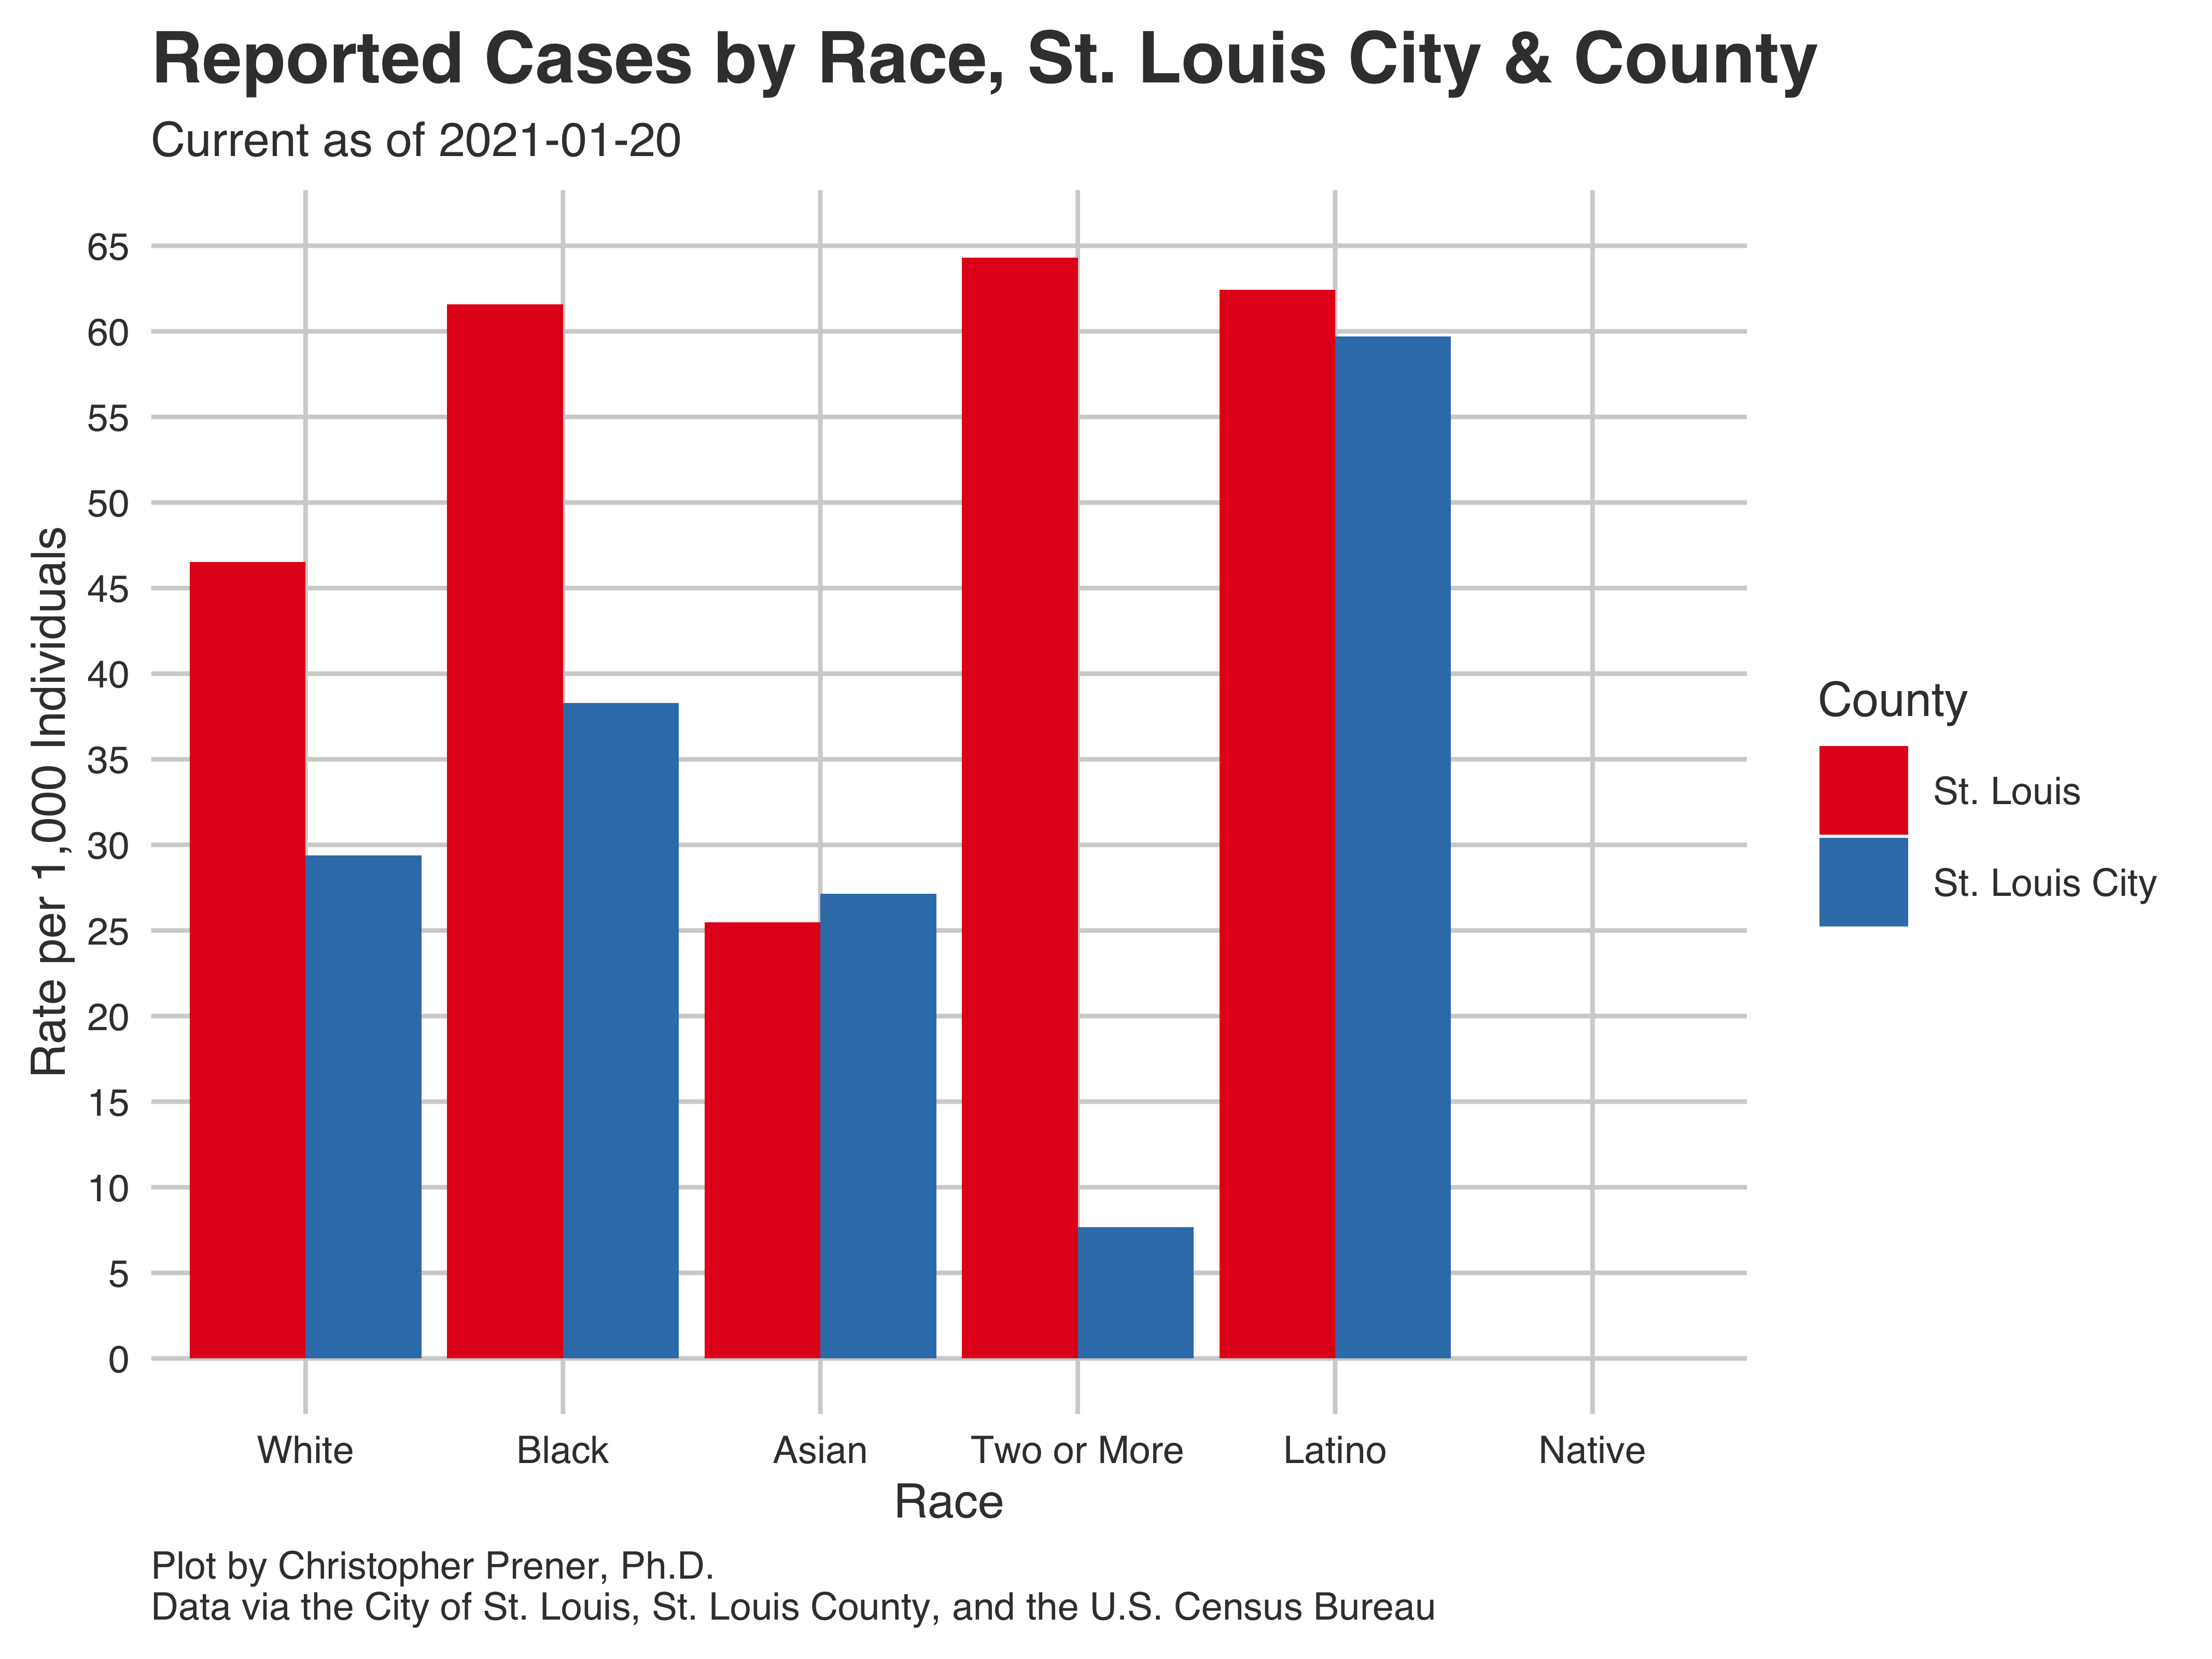 Reported Cases by Race, St. Louis City & County
Current as of 2021-01-20
Rate per 1,000 Individuals
65
60
55
50
45
40
35
30
25
20
15
10
5
0
White Black Asian Two or More Latino Native
Race
County
St. Louis
St. Louis City
Plot by Christopher Prener, Ph.D.
Data via the City of St. Louis, St. Louis County, and the U.S. Census Bureau